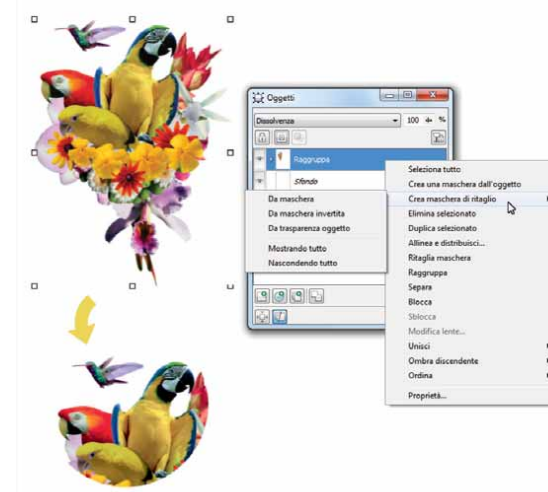 Oggetti
Dissolvenza
100
%
Raggruppa
Sfondo
Seleziona tutto
Crea una maschera dall'oggetto
Crea maschera di ritaglio
Elimina selezionato
Duplica selezionato
Allinea e distribuisci...
Ritaglia maschera
Raggruppa
Separa
Blocca
Sblocca
Modifica lente...
Unisci
Ombra discendente
Ordina
Proprietà...
Da maschera
Da maschera invertita
Da trasparenza oggetto
Mostrando tutto
Nascondendo tutto